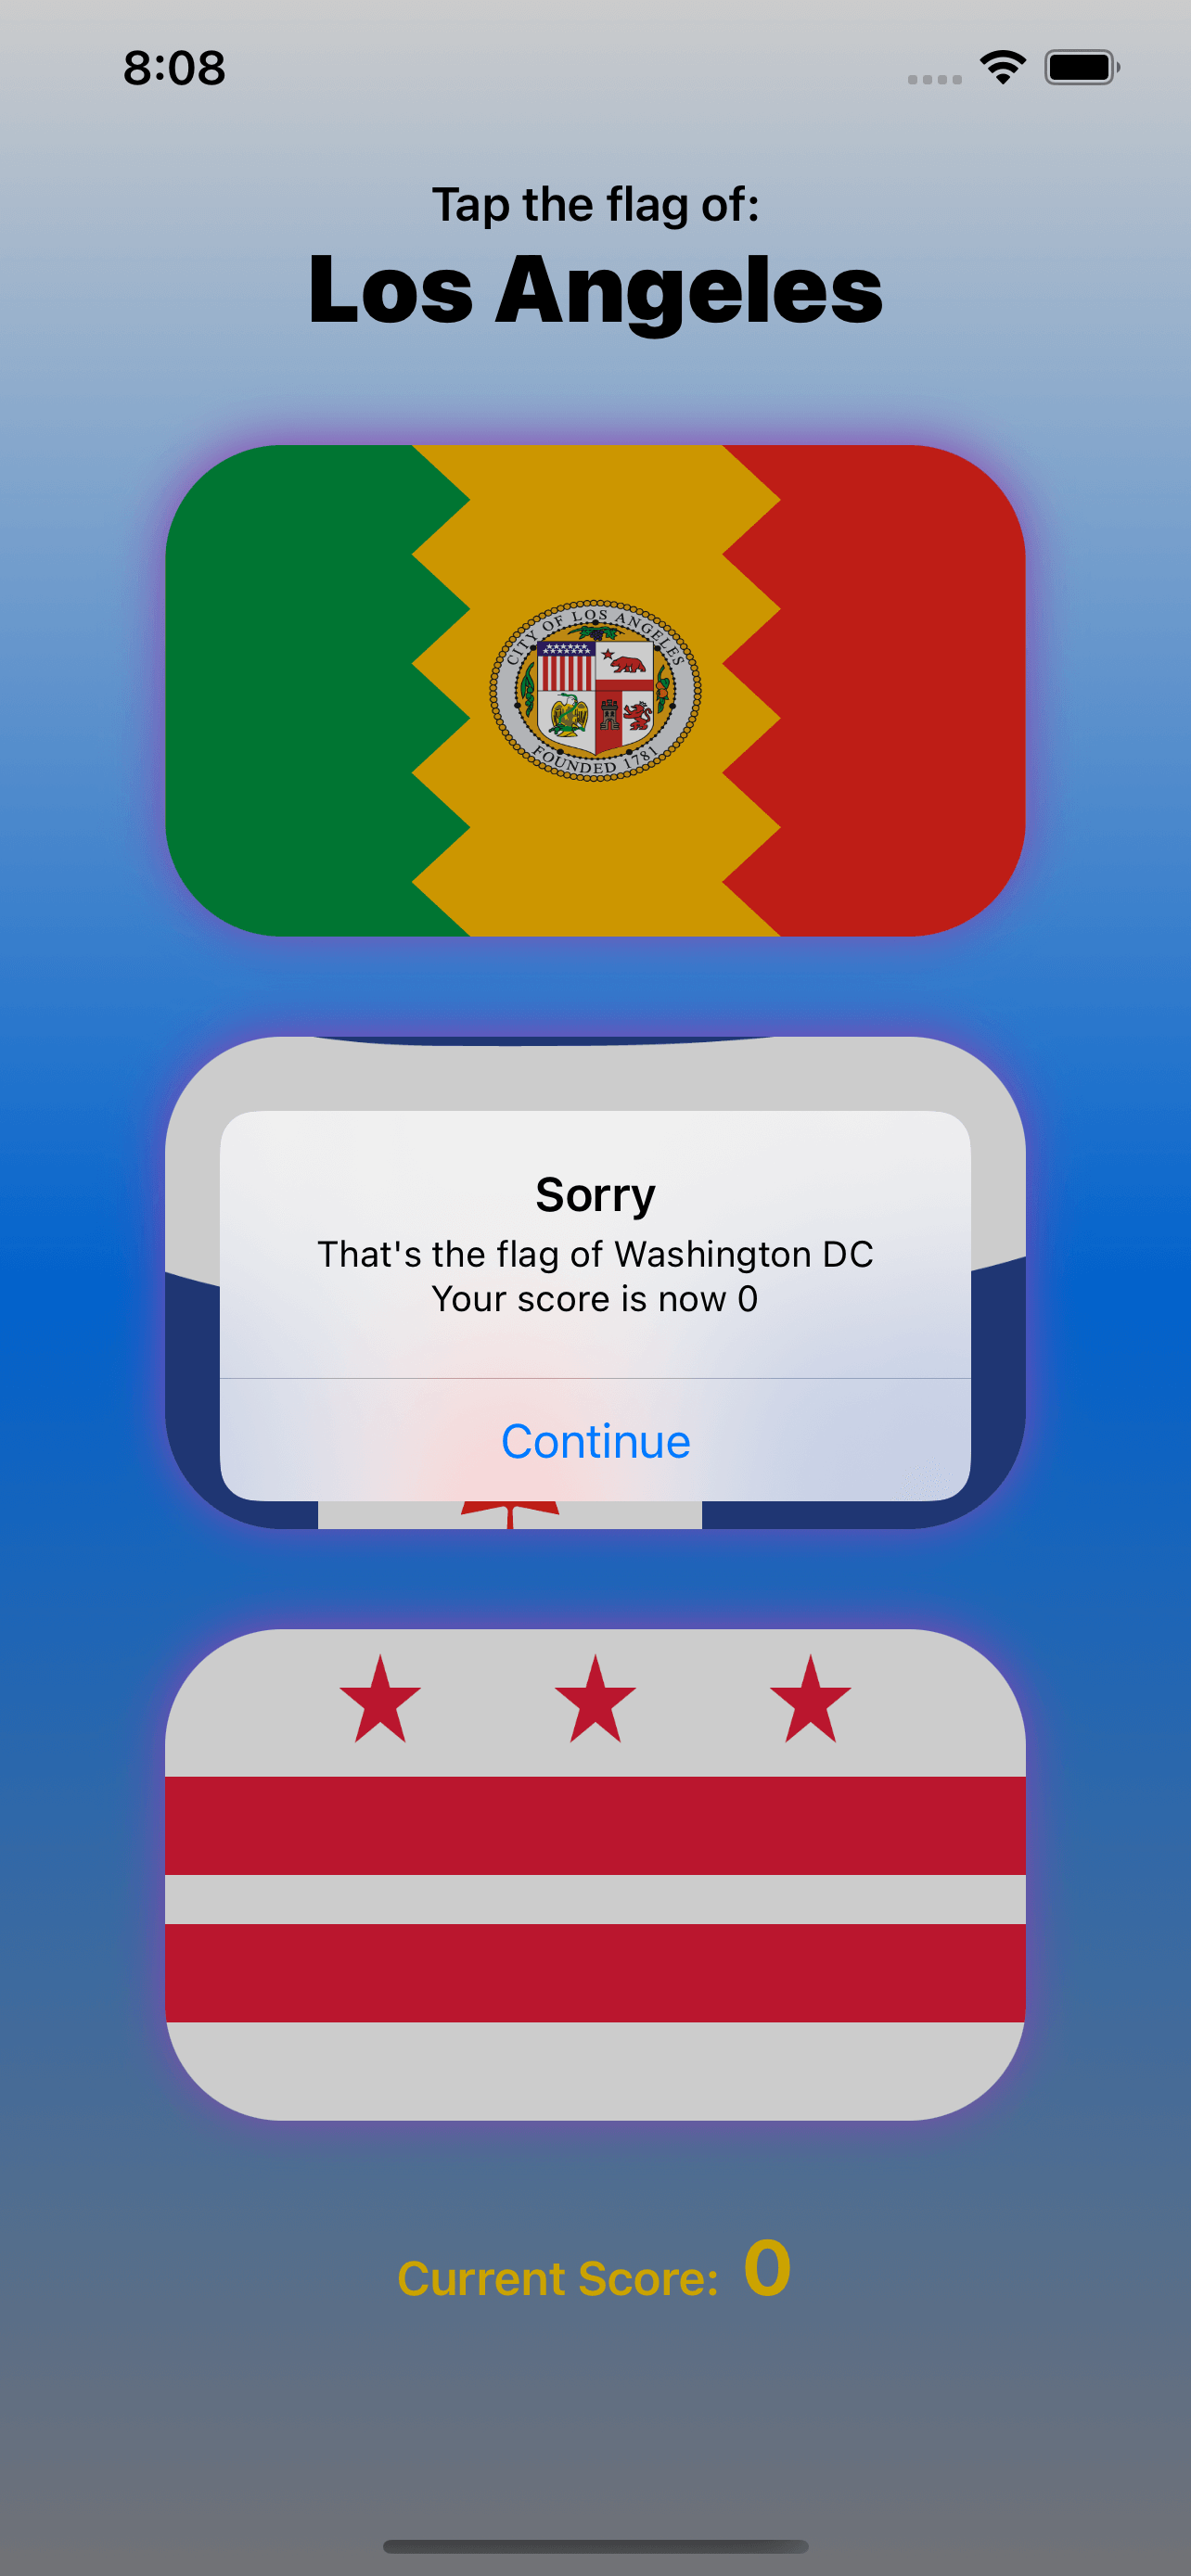 8:08
Tap the flag of:
Los Angeles
CITY OF LOS ANGELES
FOUNDED 1781
Sorry
That's the flag of Washington DC
Your score is now 0
Continue
Current Score: 0